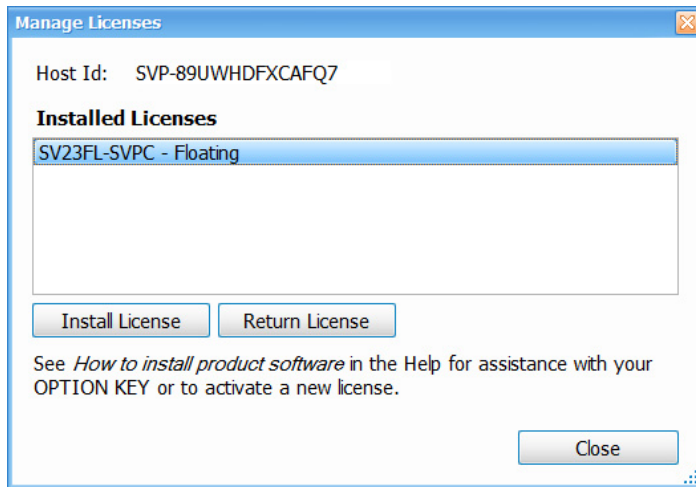 Manage Licenses
Host Id: SVP-89UWHDFXCAFQ7
Installed Licenses
SV23FL-SVPC - Floating
Install License Return License
See How to install product software in the Help for assistance with your
OPTION KEY or to activate a new license.
Close